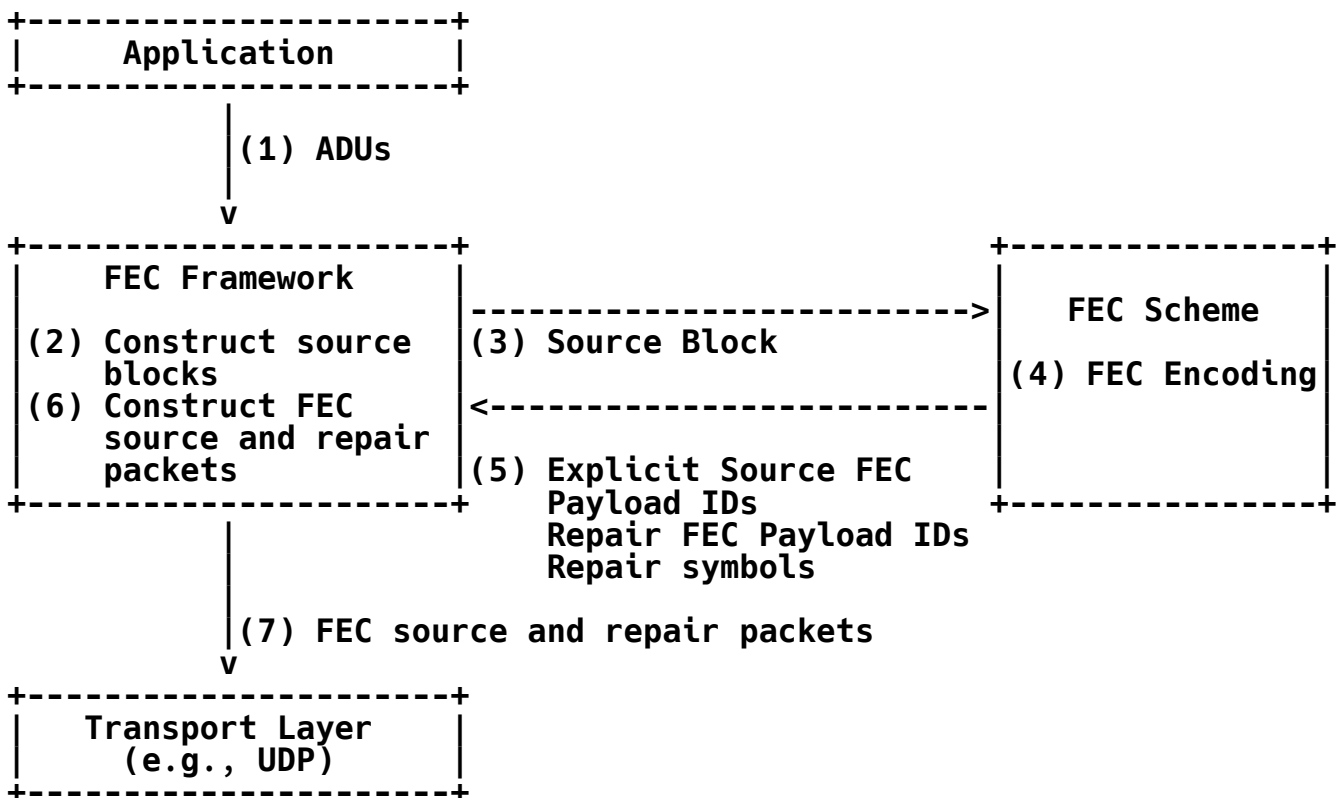 Application
(1) ADUs
FEC Framework
FEC Scheme
(2) Construct source
(3) Source Block
blocks
(4) FEC Encoding
(6) Construct FEC
source and repair
packets
(5) Explicit Source FEC
Payload IDs
Repair FEC Payload IDs
Repair symbols
(7) FEC source and repair packets
Transport Layer
(e.g., UDP)